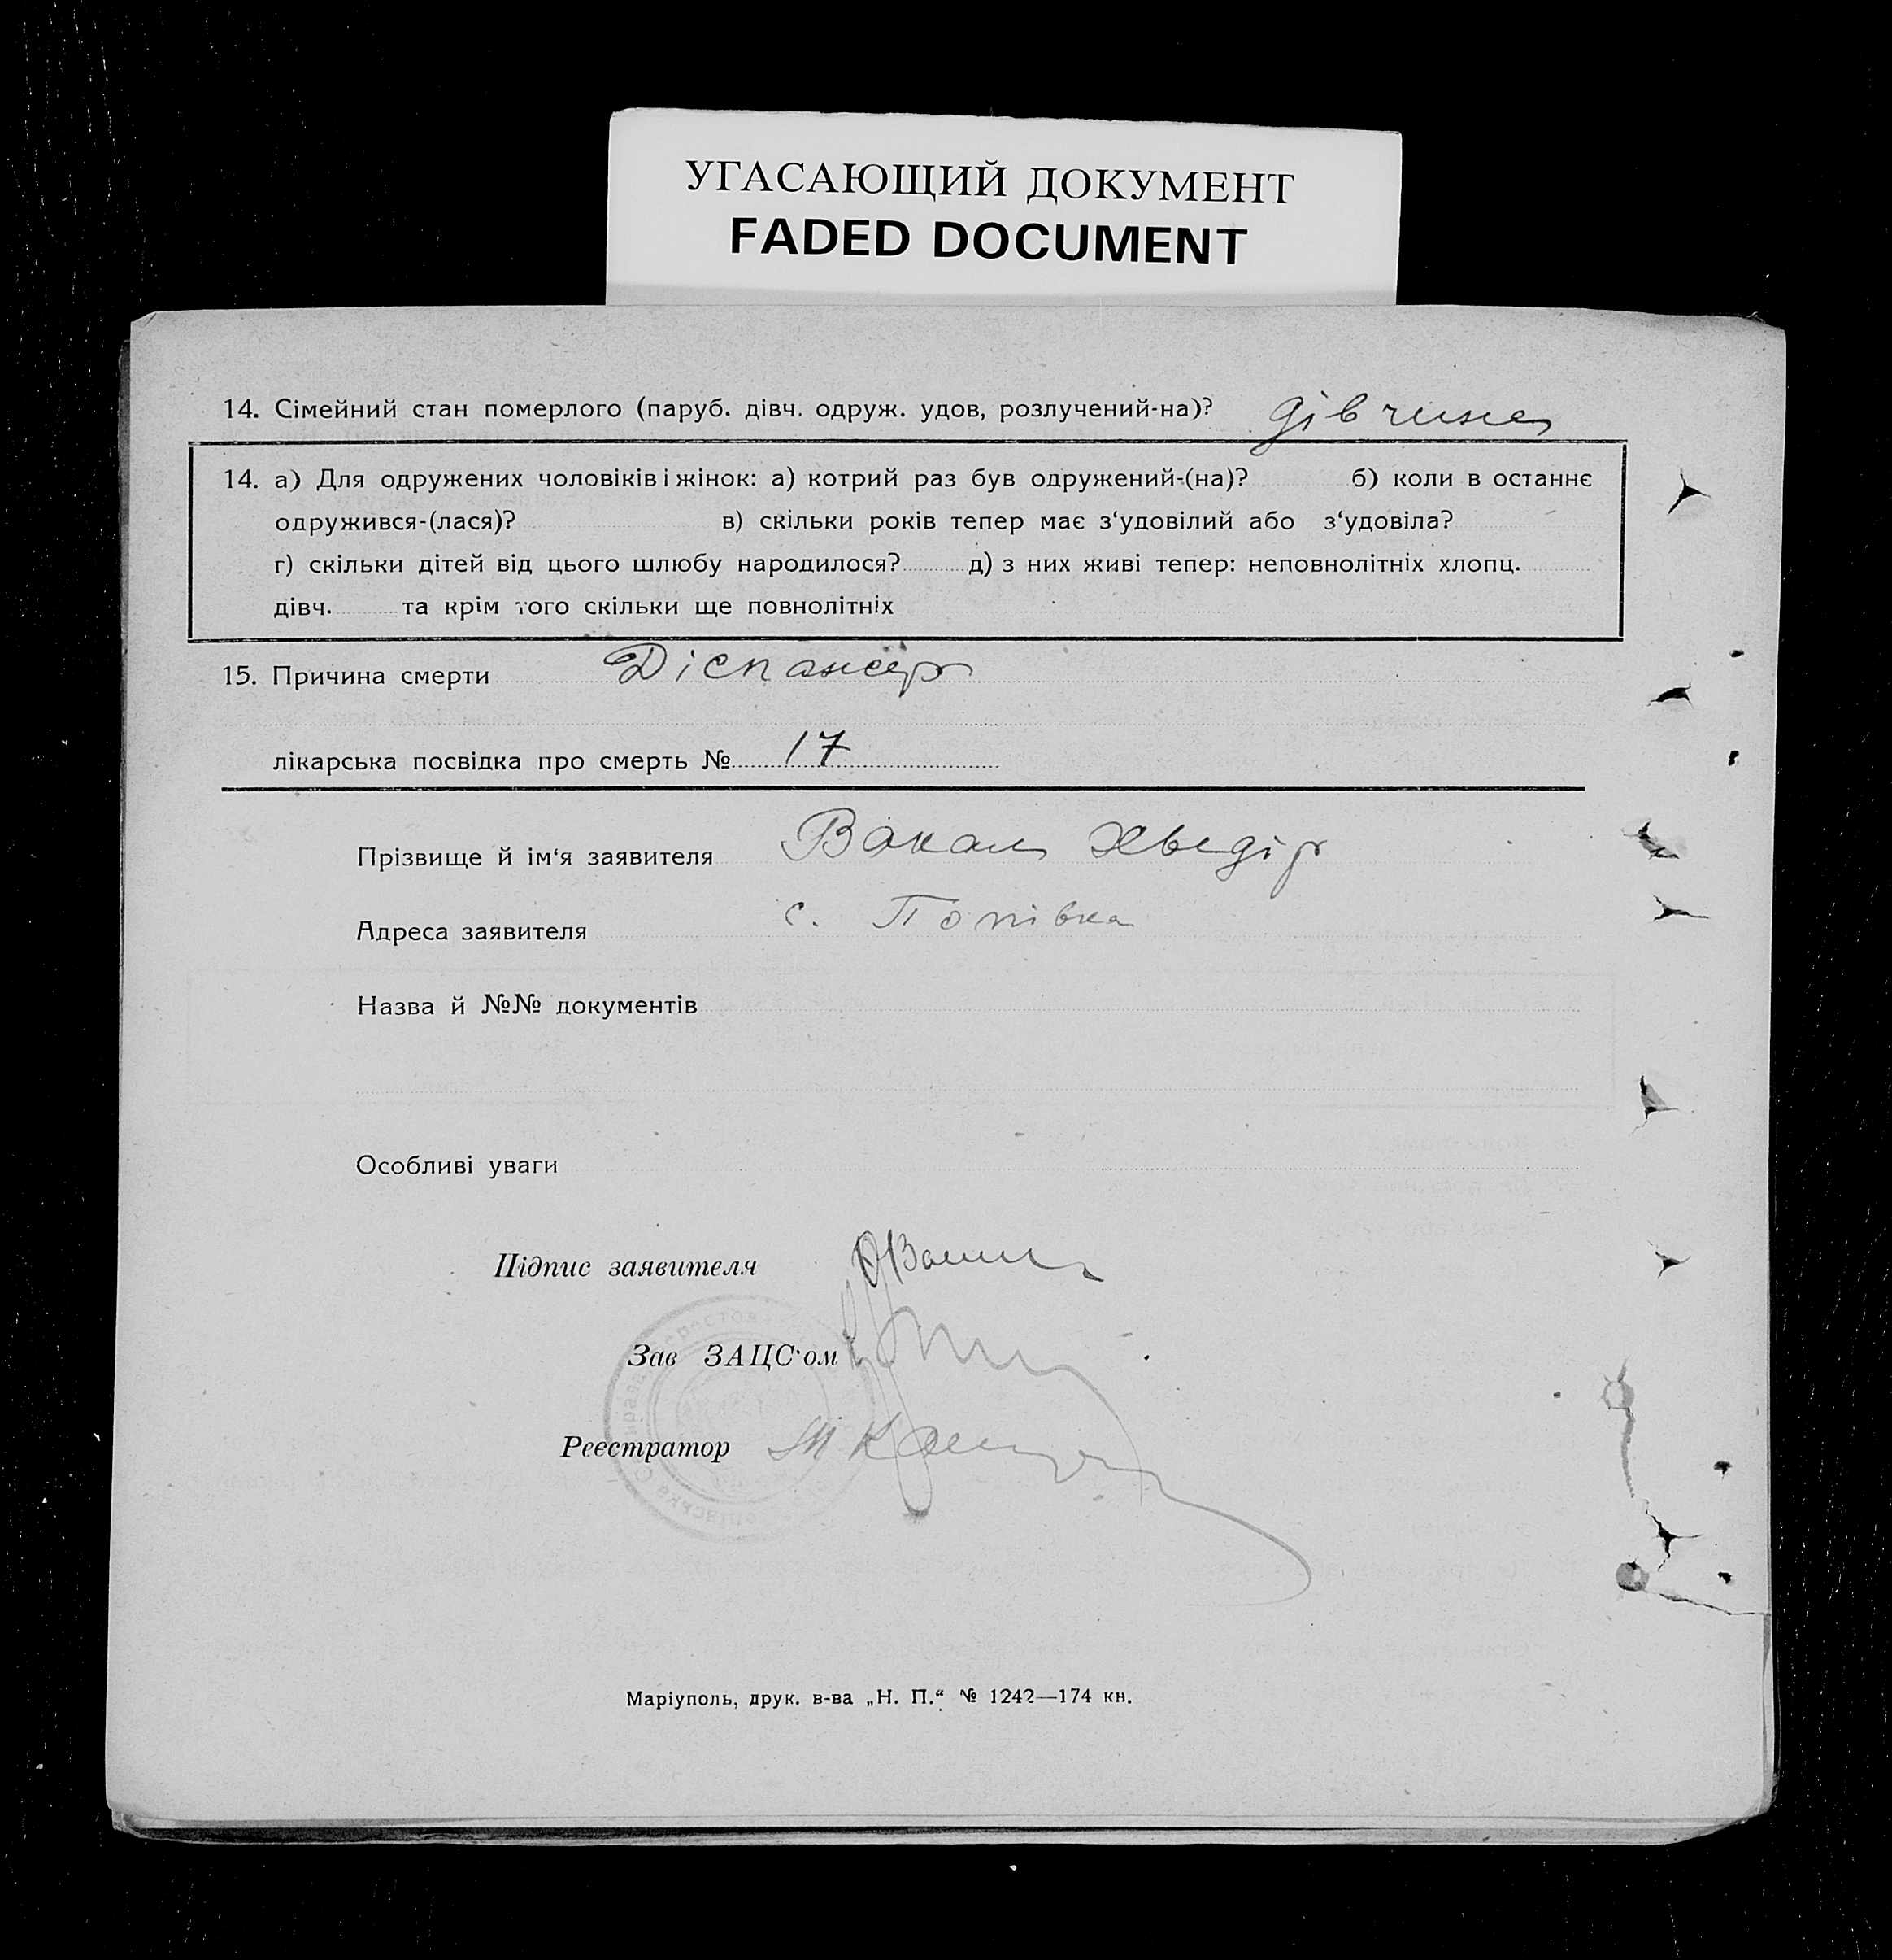 УГАСАЮЩИЙ ДОКУМЕНТ
FADED DOCUMENT
14. Сімейний стан померлого (паруб. дівч. одруж. удов, розлучений-на)? дівчина
14. а) Для одружених чоловіків і жінок: а) котрий раз був одружений-(на)? б) коли в останнє
одружився-(лася)? в) скільки років тепер має з‘удовілий або з‘удовіла?
г) скільки дітей від цього шлюбу народилося? д) з них живі тепер: неповнолітніх хлопц.
дівч. та крім того скільки ще повнолітніх
15. Причина смерти
лікарська посвідка про смерть № 17
Прізвище й ім‘я заявителя Вакал Хведір
Адреса заявителя с. Попівка
Назва й №№ документів
Особливі уваги
Підпис заявителя
Зав ЗАЦС‘ом
Реєстратор
Маріуполь, друк. в-ва „Н. П.“ № 1242—174 кн.